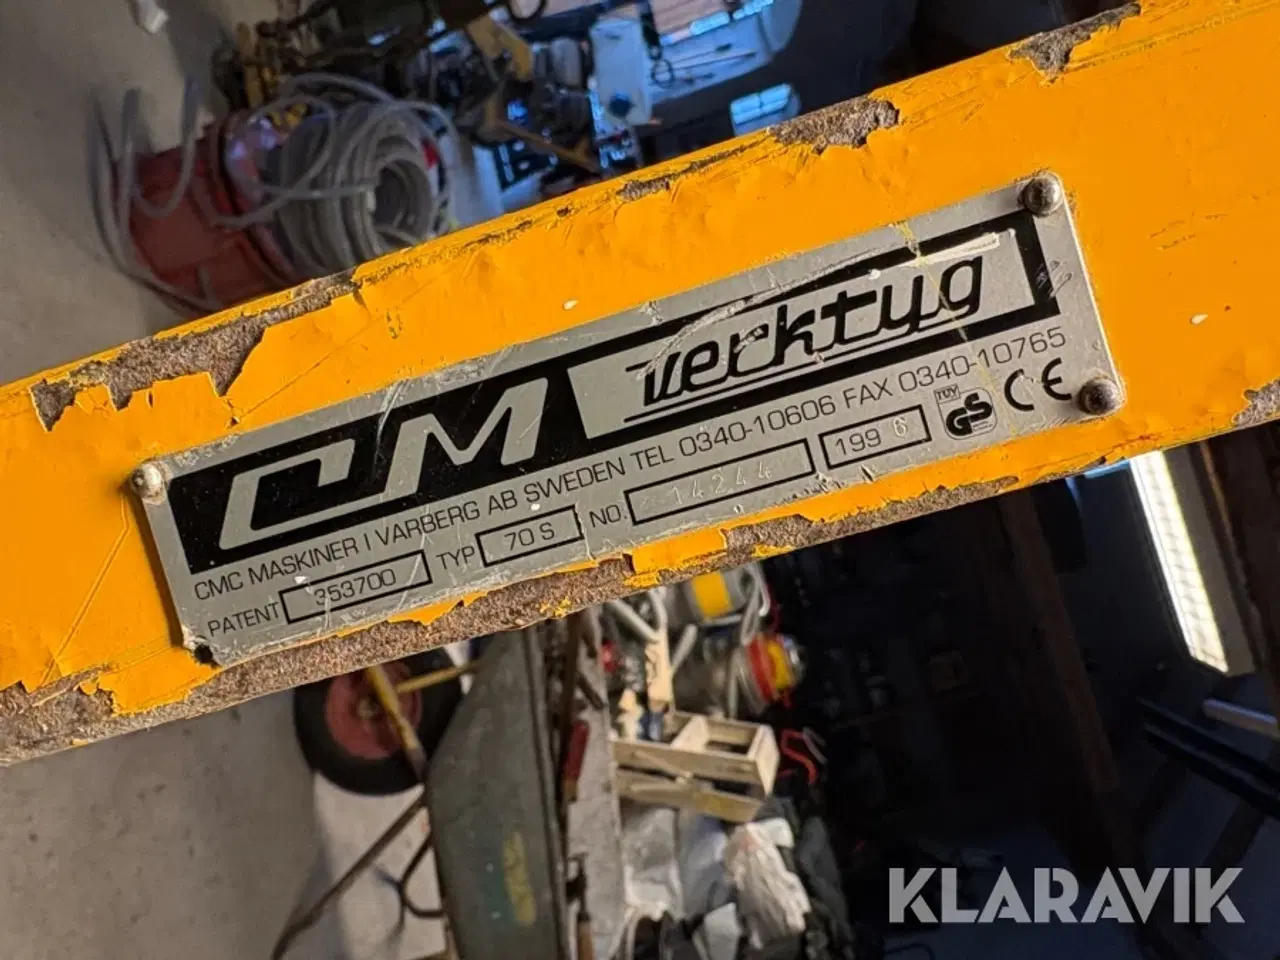 CM verktyg
CMC MASKINER I VARBERG AB SWEDEN TEL 0340-10606 FAX 0340-10765
PATENT 353700 TYP 70 S NO. 14244 1996 TÜV GS CE
KLARAVIK